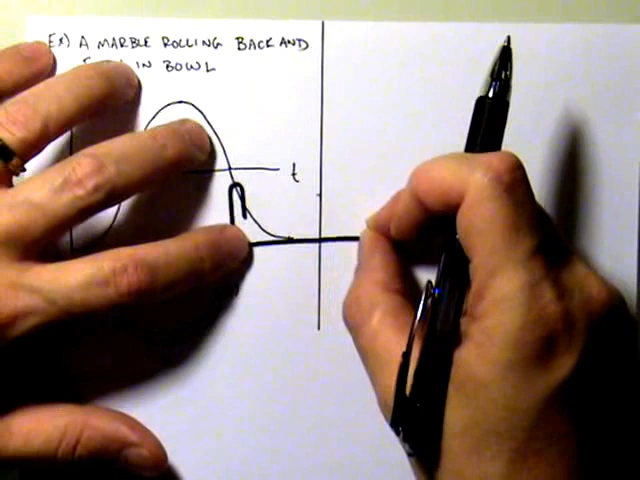 EX) A MARBLE ROLLING BACK AND
IN BOWL
t